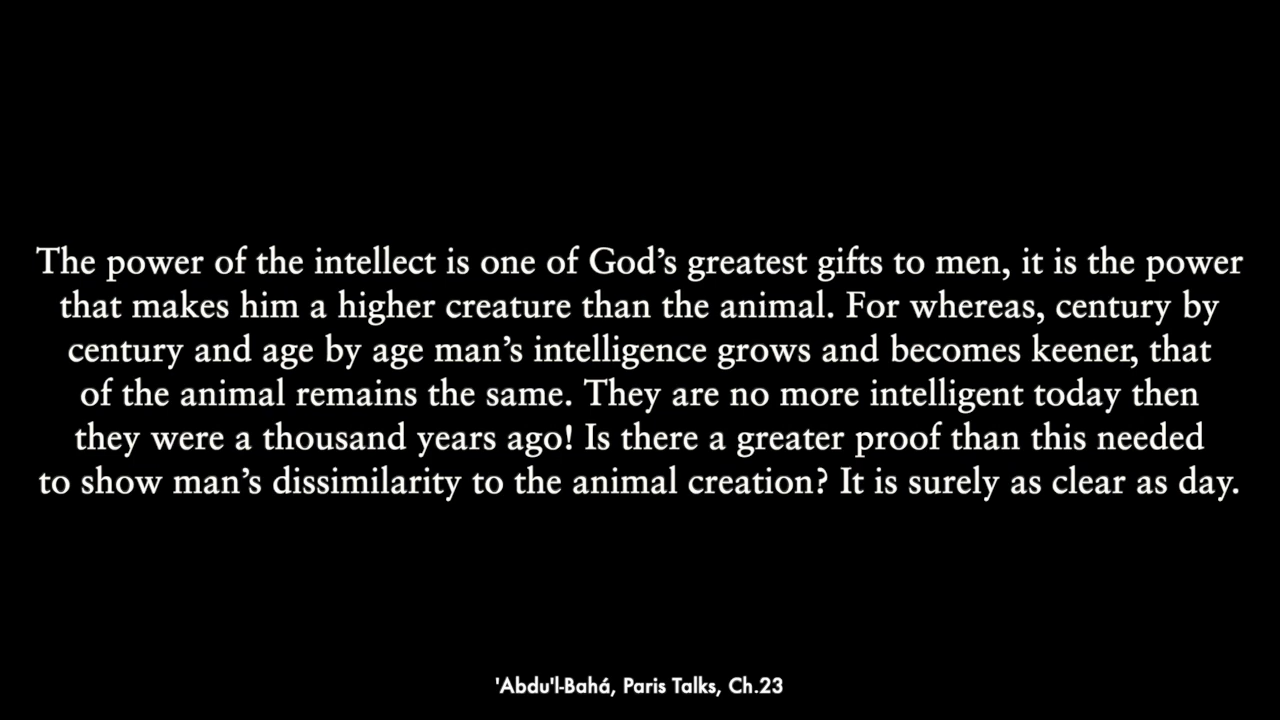 The power of the intellect is one of God’s greatest gifts to men, it is the power
that makes him a higher creature than the animal. For whereas, century by
century and age by age man’s intelligence grows and becomes keener, that
of the animal remains the same. They are no more intelligent today then
they were a thousand years ago! Is there a greater proof than this needed
to show man’s dissimilarity to the animal creation? It is surely as clear as day.
'Abdu'l-Bahá, Paris Talks, Ch.23